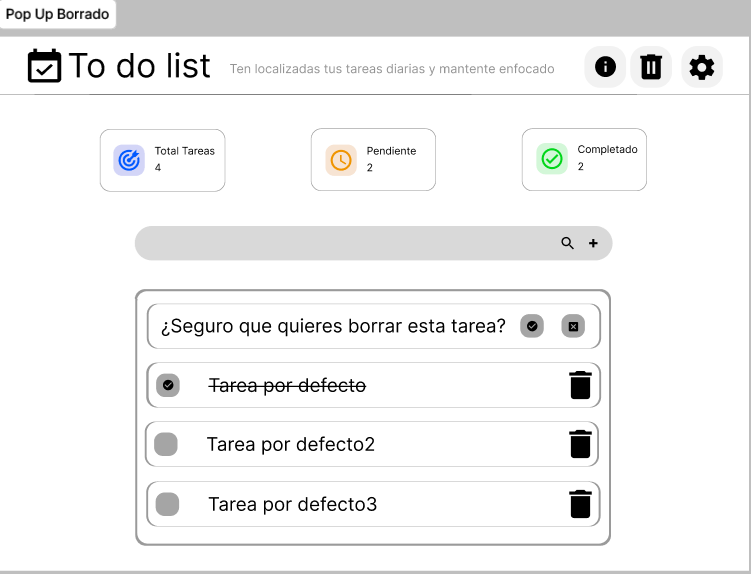 Pop Up Borrado
To do list
Ten localizadas tus tareas diarias y mantente enfocado
Total Tareas
4
Pendiente
2
Completado
2
¿Seguro que quieres borrar esta tarea?
Tarea por defecto
Tarea por defecto2
Tarea por defecto3